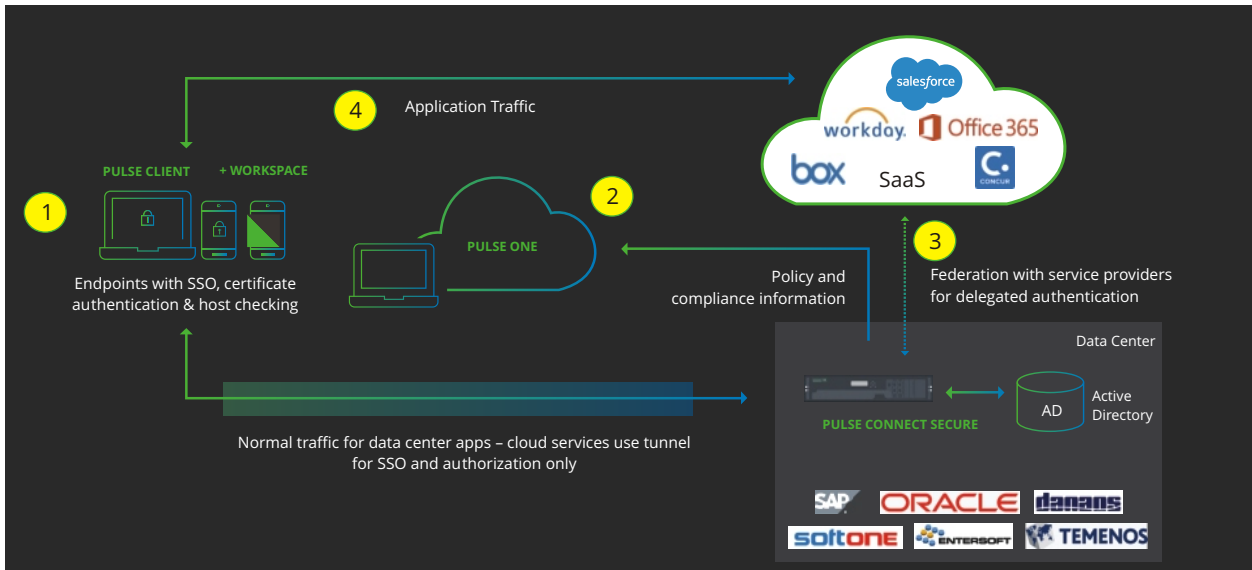 4
Application Traffic
salesforce
workday.
Office 365
box
SaaS
C.
CONCUR
PULSE CLIENT
+ WORKSPACE
1
2
PULSE ONE
3
Endpoints with SSO, certificate
authentication & host checking
Policy and
compliance information
Federation with service providers
for delegated authentication
Data Center
AD
Active
Directory
PULSE CONNECT SECURE
Normal traffic for data center apps – cloud services use tunnel
for SSO and authorization only
SAP
ORACLE
danans
softone
ENTERSOFT
TEMENOS